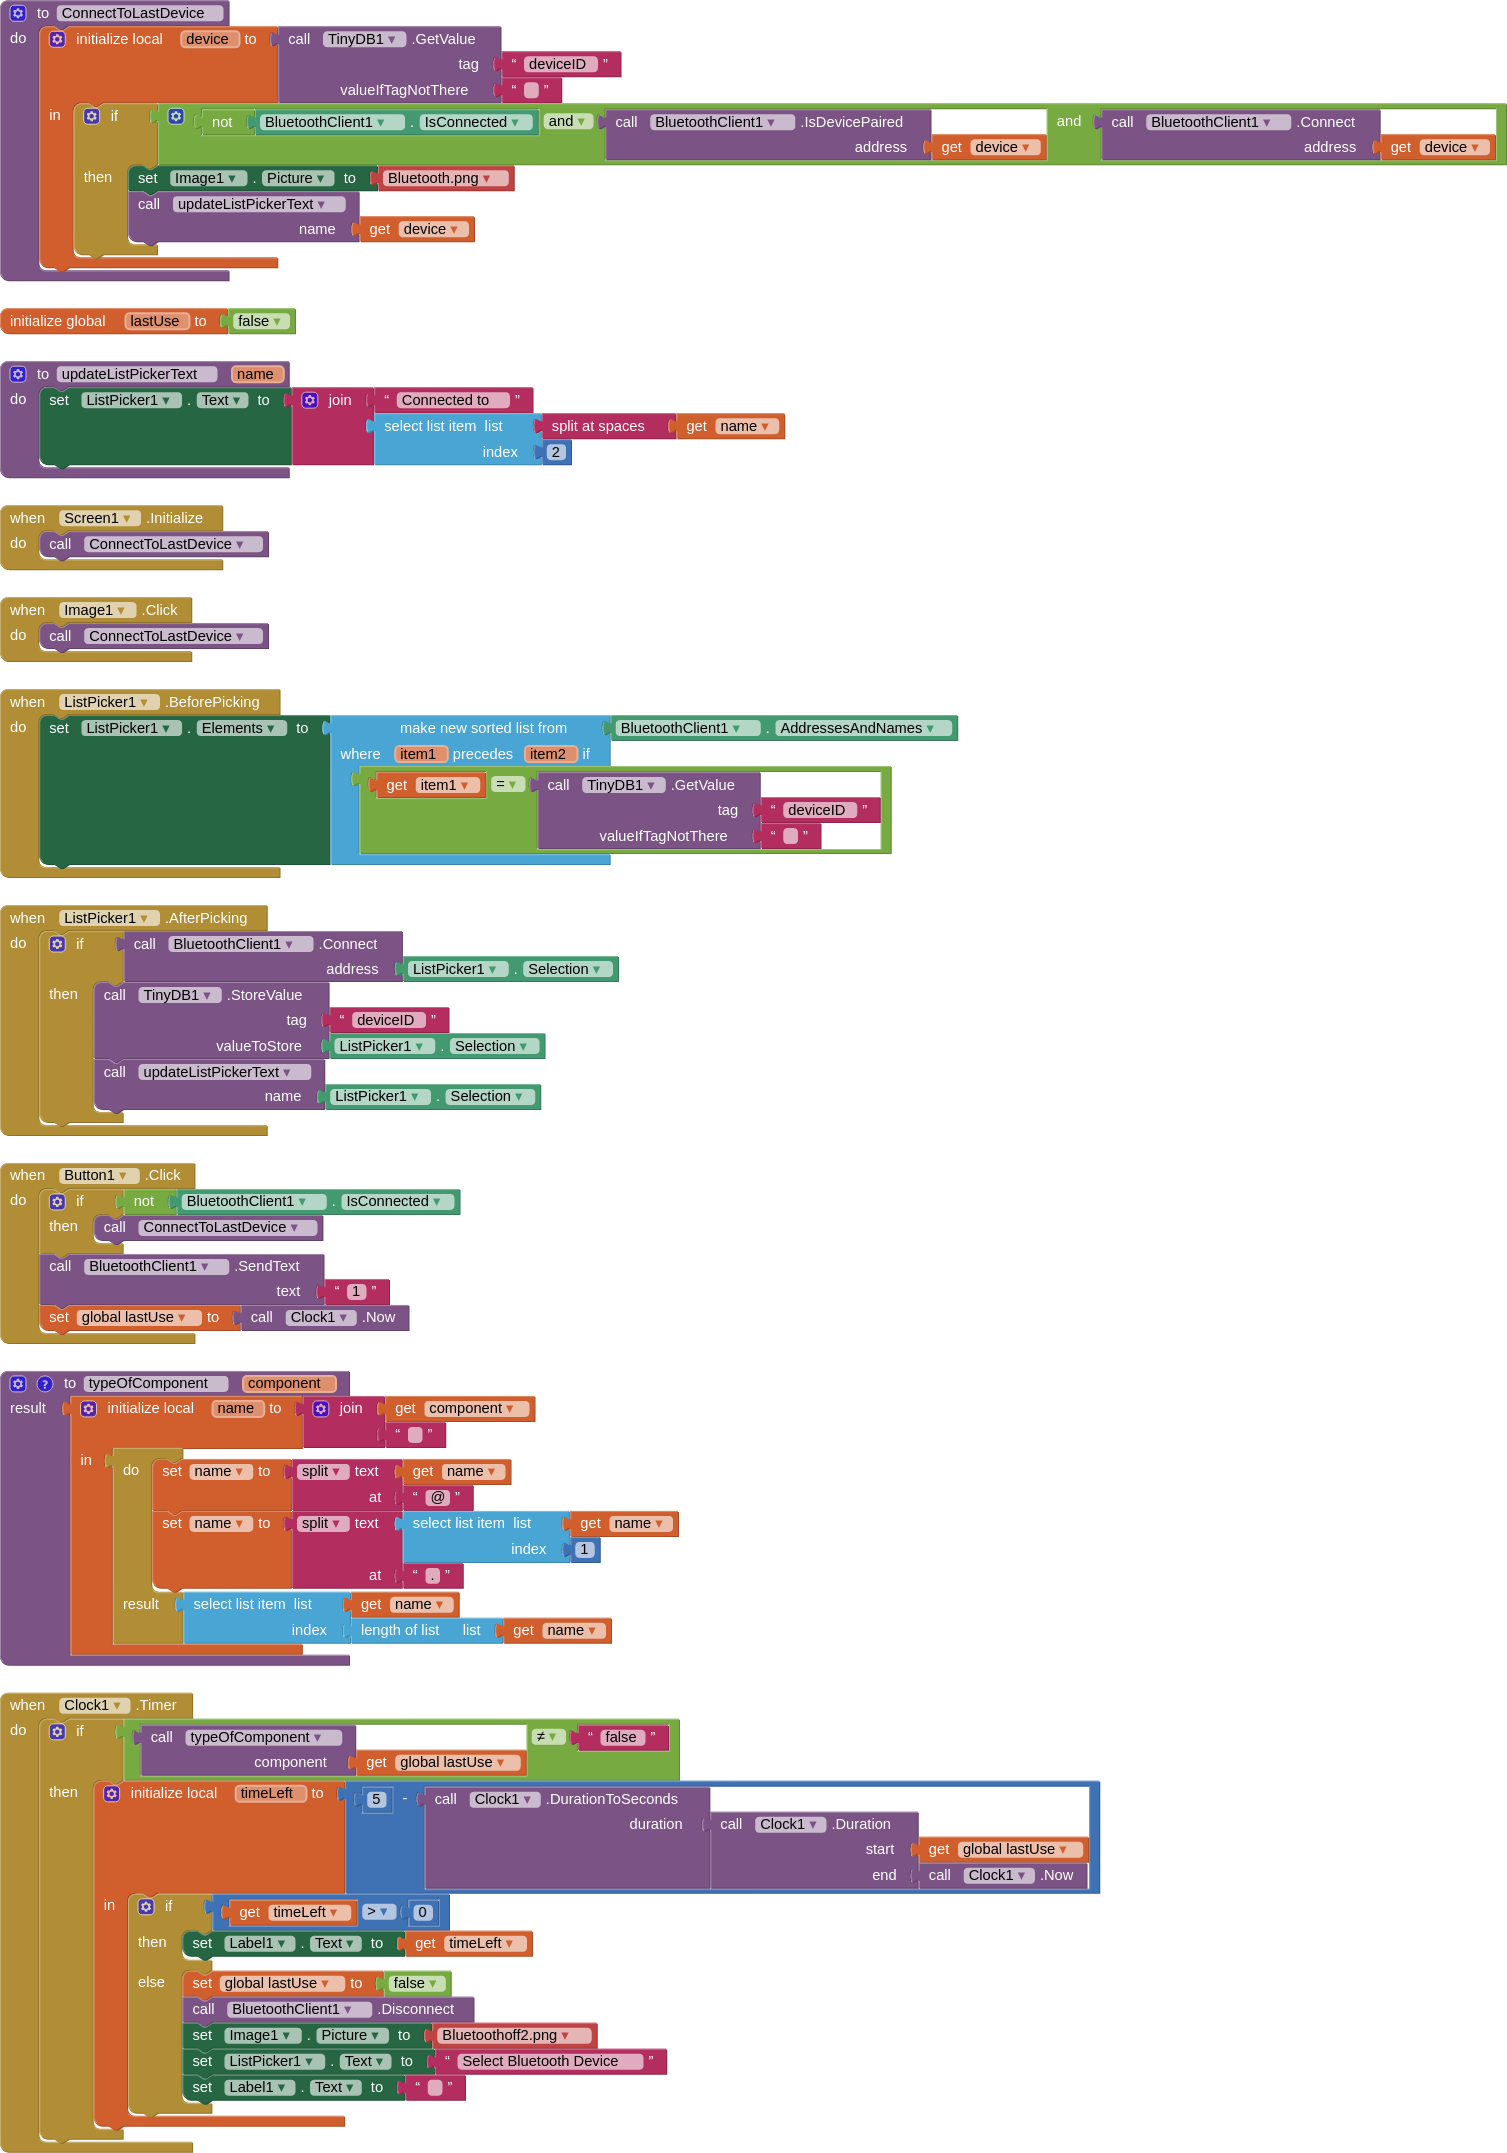 to ConnectToLastDevice
do initialize local device to call TinyDB1 .GetValue
tag “ deviceID ”
valueIfTagNotThere “ ”
in if not BluetoothClient1 . IsConnected and call BluetoothClient1 .IsDevicePaired and call BluetoothClient1 .Connect
address get device address get device
then set Image1 . Picture to Bluetooth.png
call updateListPickerText
name get device
initialize global lastUse to false
to updateListPickerText name
do set ListPicker1 . Text to join “ Connected to ”
select list item list split at spaces get name
index 2
when Screen1 .Initialize
do call ConnectToLastDevice
when Image1 .Click
do call ConnectToLastDevice
when ListPicker1 .BeforePicking
do set ListPicker1 . Elements to make new sorted list from BluetoothClient1 . AddressesAndNames
where item1 precedes item2 if
get item1 = call TinyDB1 .GetValue
tag “ deviceID ”
valueIfTagNotThere “ ”
when ListPicker1 .AfterPicking
do if call BluetoothClient1 .Connect
address ListPicker1 . Selection
then call TinyDB1 .StoreValue
tag “ deviceID ”
valueToStore ListPicker1 . Selection
call updateListPickerText
name ListPicker1 . Selection
when Button1 .Click
do if not BluetoothClient1 . IsConnected
then call ConnectToLastDevice
call BluetoothClient1 .SendText
text “ 1 ”
set global lastUse to call Clock1 .Now
? to typeOfComponent component
result initialize local name to join get component
“ ”
in do set name to split text get name
at “ @ ”
set name to split text select list item list get name
index 1
at “ . ”
result select list item list get name
index length of list list get name
when Clock1 .Timer
do if call typeOfComponent ≠ “ false ”
component get global lastUse
then initialize local timeLeft to 5 - call Clock1 .DurationToSeconds
duration call Clock1 .Duration
start get global lastUse
end call Clock1 .Now
in if get timeLeft > 0
then set Label1 . Text to get timeLeft
else set global lastUse to false
call BluetoothClient1 .Disconnect
set Image1 . Picture to Bluetoothoff2.png
set ListPicker1 . Text to “ Select Bluetooth Device ”
set Label1 . Text to “ ”